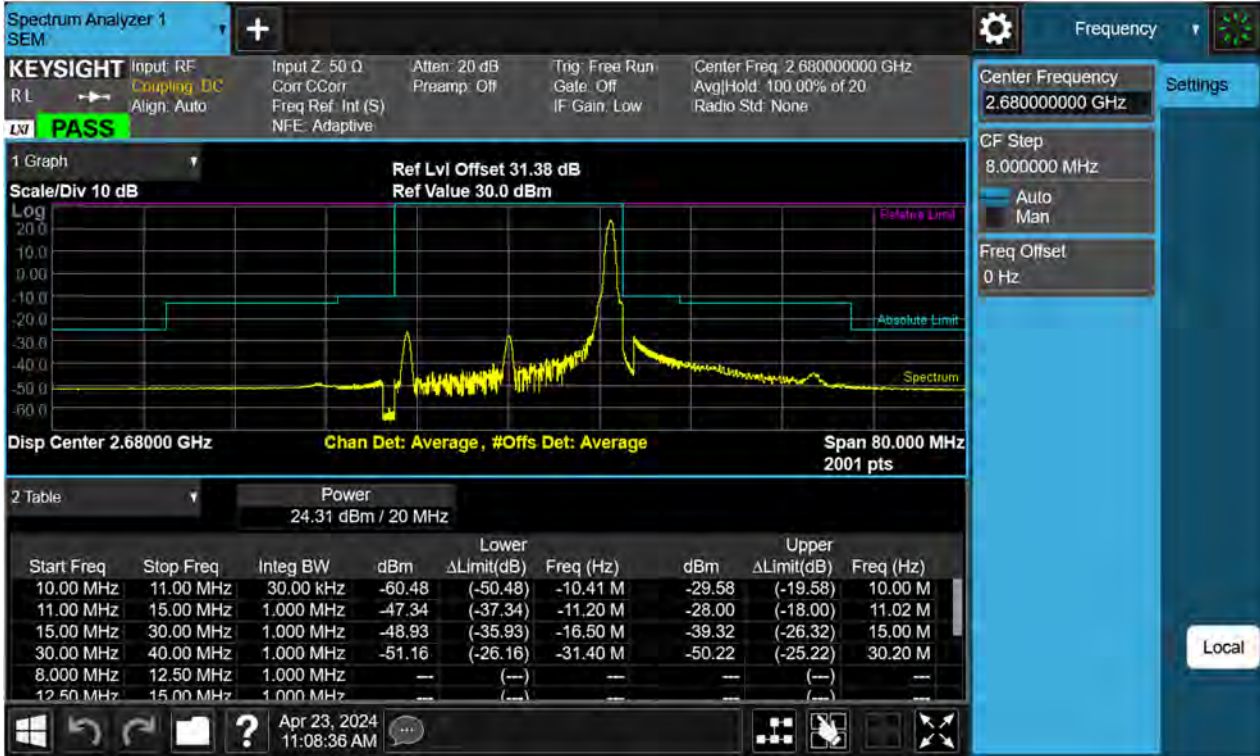 Spectrum Analyzer 1
SEM
Frequency
KEYSIGHT
R L
LXI PASS
Input: RF
Coupling: DC
Align: Auto
Input Z: 50 Ω
Corr CCorr
Freq Ref: Int (S)
NFE: Adaptive
Atten: 20 dB
Preamp: Off
Trig: Free Run
Gate: Off
IF Gain: Low
Center Freq: 2.680000000 GHz
Avg|Hold: 100.00% of 20
Radio Std: None
Center Frequency
2.680000000 GHz
Settings
CF Step
8.000000 MHz
Auto
Man
Freq Offset
0 Hz
Local
1 Graph
Scale/Div 10 dB
Ref Lvl Offset 31.38 dB
Ref Value 30.0 dBm
Log
Relative Limit
20.0
10.0
0.00
-10.0
-20.0
Absolute Limit
-30.0
-40.0
Spectrum
-50.0
-60.0
Disp Center 2.68000 GHz
Chan Det: Average, #Offs Det: Average
Span 80.000 MHz
2001 pts
2 Table
Power
24.31 dBm / 20 MHz
Lower Upper
Start Freq Stop Freq Integ BW dBm ΔLimit(dB) Freq (Hz) dBm ΔLimit(dB) Freq (Hz)
10.00 MHz 11.00 MHz 30.00 kHz -60.48 (-50.48) -10.41 M -29.58 (-19.58) 10.00 M
11.00 MHz 15.00 MHz 1.000 MHz -47.34 (-37.34) -11.20 M -28.00 (-18.00) 11.02 M
15.00 MHz 30.00 MHz 1.000 MHz -48.93 (-35.93) -16.50 M -39.32 (-26.32) 15.00 M
30.00 MHz 40.00 MHz 1.000 MHz -51.16 (-26.16) -31.40 M -50.22 (-25.22) 30.20 M
8.000 MHz 12.50 MHz 1.000 MHz --- (---) --- --- (---) ---
12.50 MHz 15.00 MHz 1.000 MHz --- (---) --- --- (---) ---
?
Apr 23, 2024
11:08:36 AM